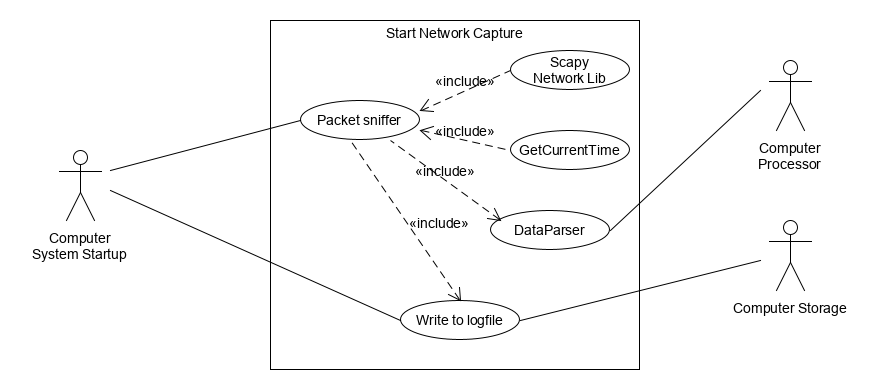 Start Network Capture
Scapy
Network Lib
«include»
Packet sniffer
«include»
GetCurrentTime
Computer
Processor
«include»
«include»
DataParser
Computer
System Startup
Computer Storage
Write to logfile